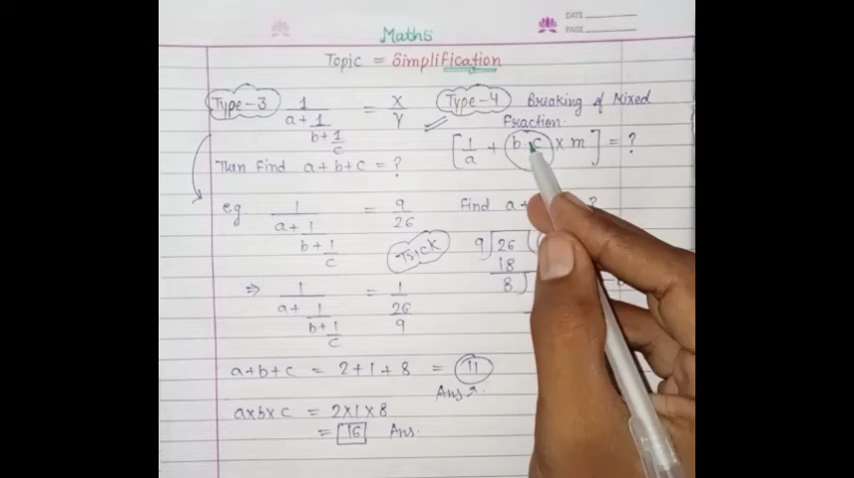 DATE
PAGE
Maths
Topic = Simplification
Type-3 1/(a+1/(b+1/c)) = X/Y
Than Find a+b+c = ?
eg 1/(a+1/(b+1/c)) = 9/26
Trick
⇒ 1/(a+1/(b+1/c)) = 1/(26/9)
a+b+c = 2+1+8 = 11
Ans
a×b×c = 2×1×8
= 16 Ans.
Type-4 Breaking of Mixed
Fraction.
[1/a + b c × m] = ?
Find a+ ?
9)26(
18
8)